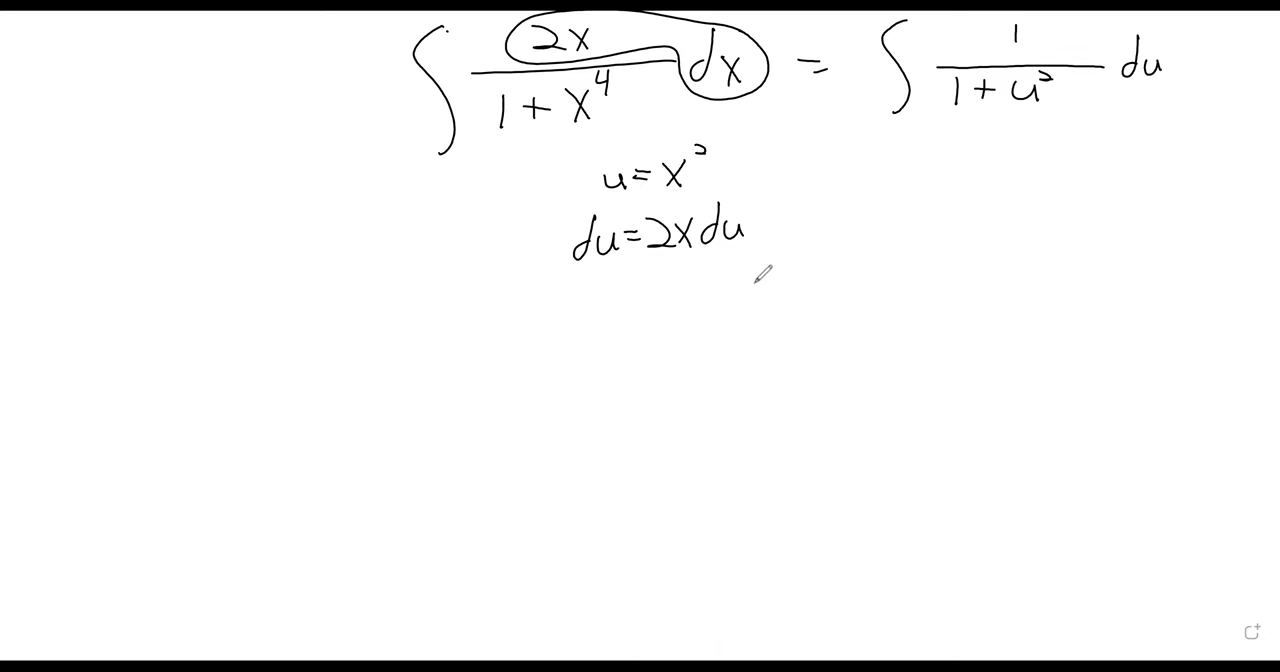 ∫ 2x/(1 + x⁴) dx = ∫ 1/(1 + u²) du
u = x²
du = 2x du